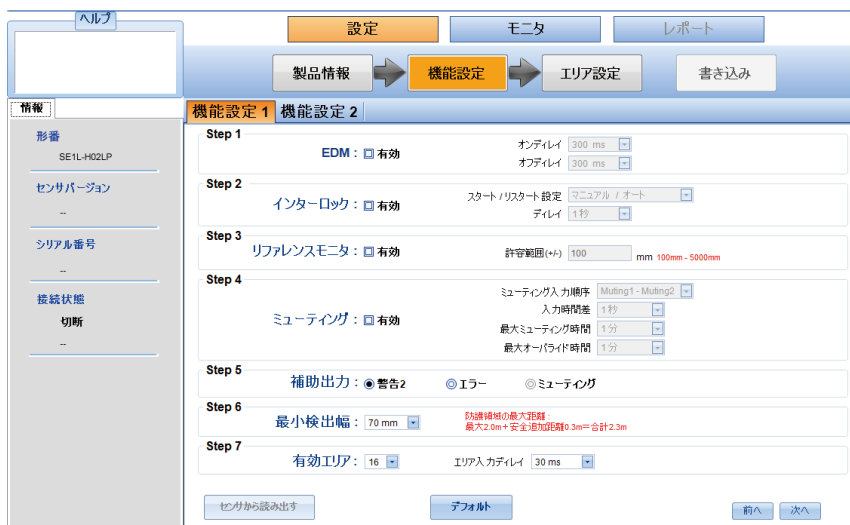 ヘルプ
設定 モニタ レポート
製品情報 機能設定 エリア設定 書き込み
情報
形番
SE1L-H02LP
センサバージョン
--
シリアル番号
--
接続状態
切断
--
機能設定 1 機能設定 2
Step 1
EDM : 有効
オンディレイ 300 ms
オフディレイ 300 ms
Step 2
インターロック : 有効
スタート / リスタート設定 マニュアル / オート
ディレイ 1秒
Step 3
リファレンスモニタ : 有効
許容範囲(+/-) 100 mm 100mm - 5000mm
Step 4
ミューティング : 有効
ミューティング入力順序 Muting1 - Muting2
入力時間差 1秒
最大ミューティング時間 1分
最大オーバライド時間 1分
Step 5
補助出力 : 警告2 エラー ミューティング
Step 6
最小検出幅 : 70 mm
防護領域の最大距離 :
最大2.0m + 安全追加距離0.3m = 合計2.3m
Step 7
有効エリア : 16 エリア入力ディレイ 30 ms
センサから読み出す デフォルト 前へ 次へ